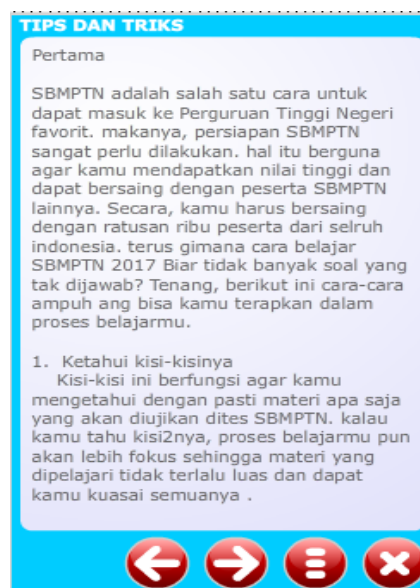 TIPS DAN TRIKS
Pertama
SBMPTN adalah salah satu cara untuk
dapat masuk ke Perguruan Tinggi Negeri
favorit. makanya, persiapan SBMPTN
sangat perlu dilakukan. hal itu berguna
agar kamu mendapatkan nilai tinggi dan
dapat bersaing dengan peserta SBMPTN
lainnya. Secara, kamu harus bersaing
dengan ratusan ribu peserta dari selruh
indonesia. terus gimana cara belajar
SBMPTN 2017 Biar tidak banyak soal yang
tak dijawab? Tenang, berikut ini cara-cara
ampuh ang bisa kamu terapkan dalam
proses belajarmu.
1. Ketahui kisi-kisinya
Kisi-kisi ini berfungsi agar kamu
mengetahui dengan pasti materi apa saja
yang akan diujikan dites SBMPTN. kalau
kamu tahu kisi2nya, proses belajarmu pun
akan lebih fokus sehingga materi yang
dipelajari tidak terlalu luas dan dapat
kamu kuasai semuanya .